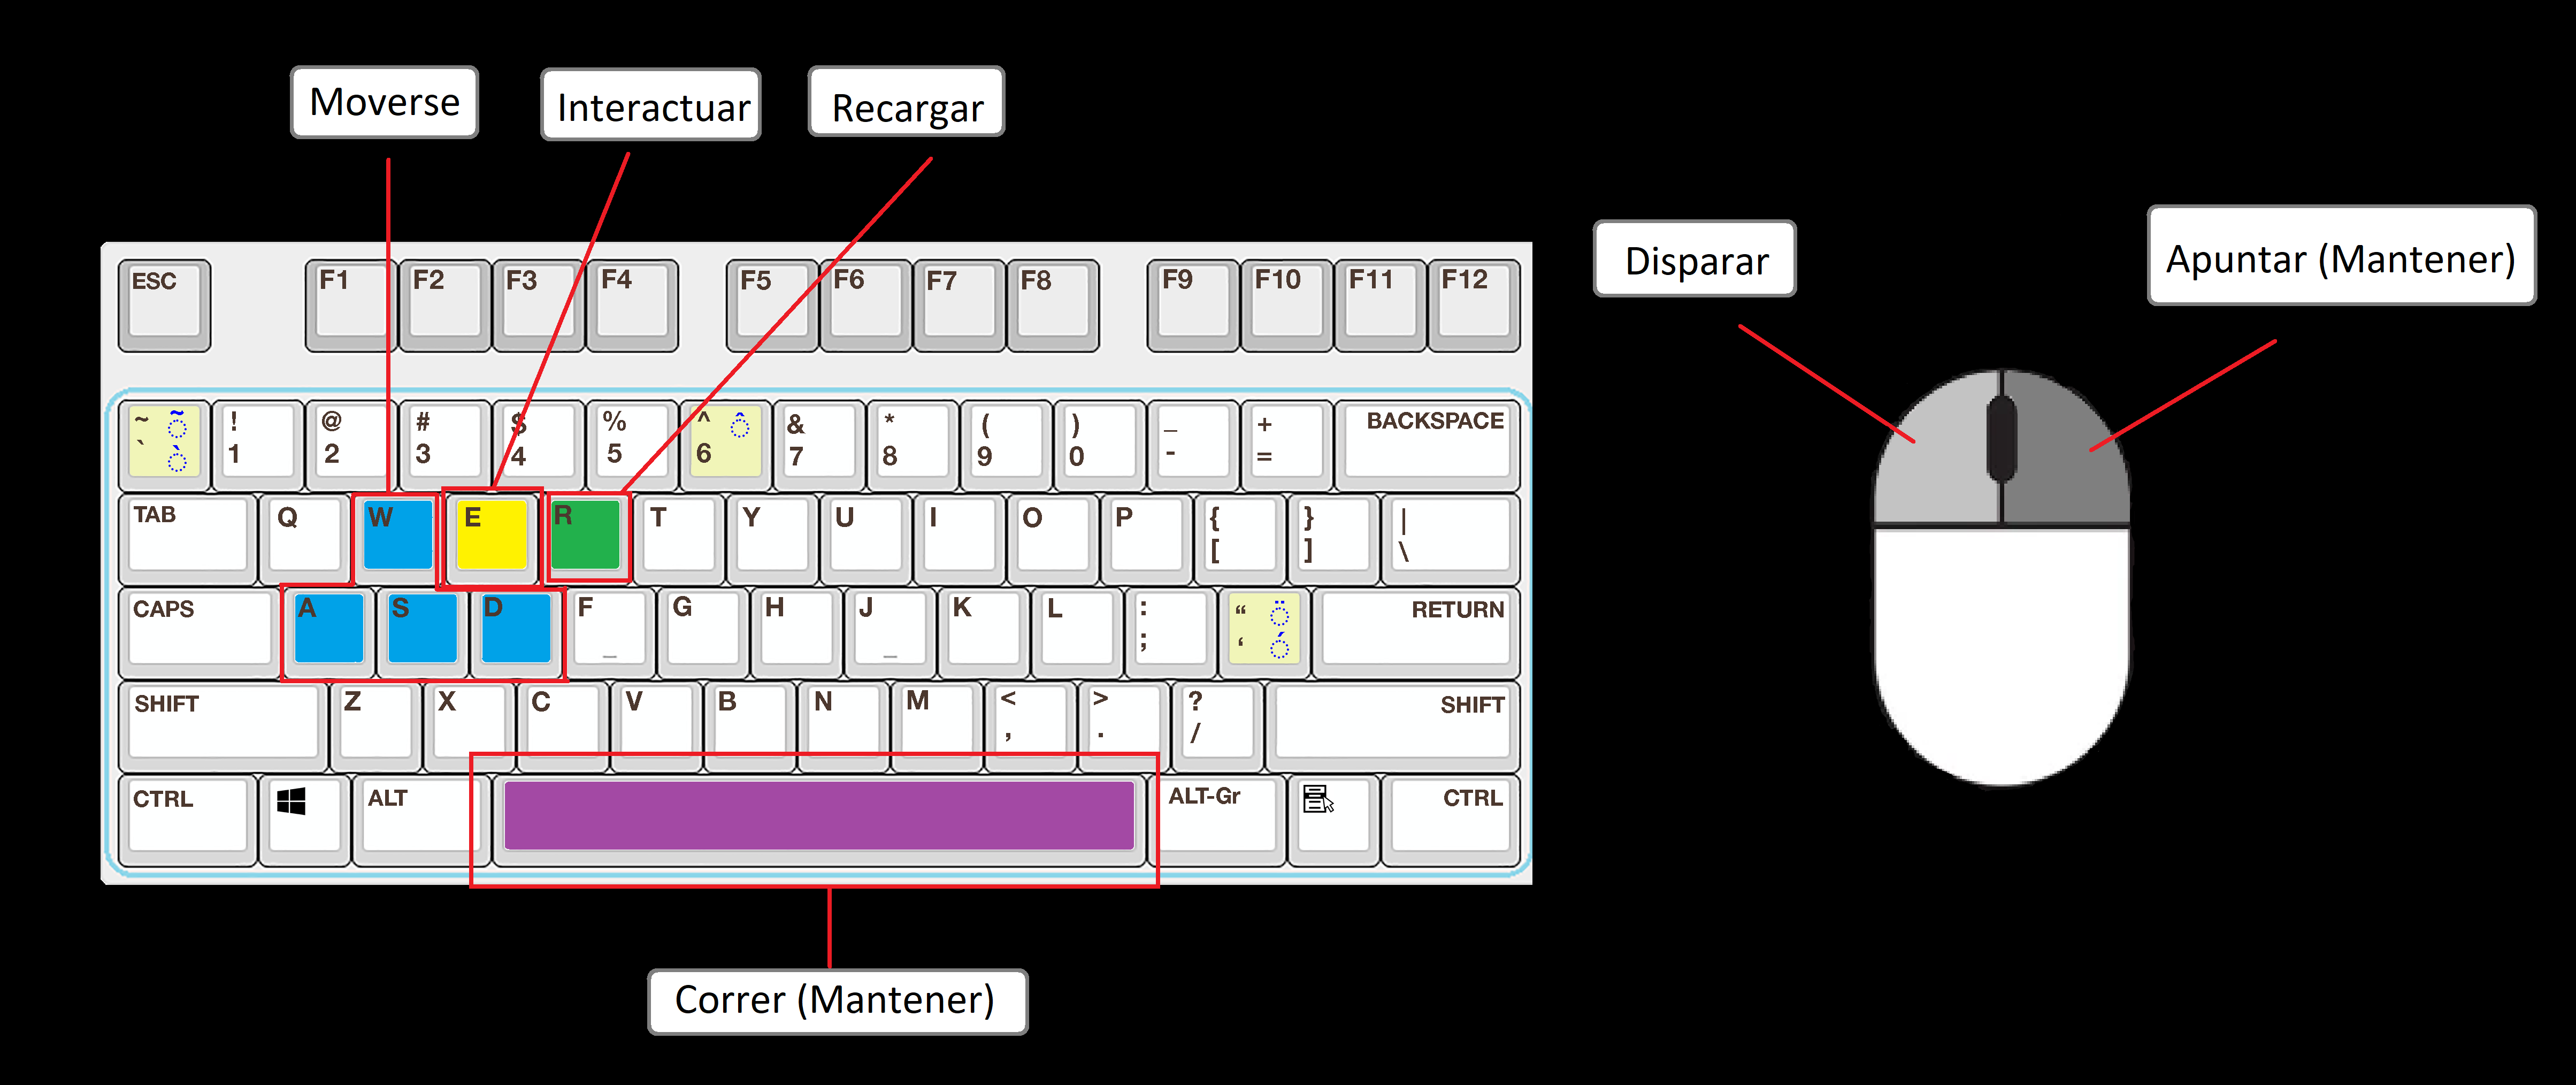 Moverse
Interactuar
Recargar
Disparar
Apuntar (Mantener)
ESC F1 F2 F3 F4 F5 F6 F7 F8 F9 F10 F11 F12
~ õ ! @ # $ % ^ ô & * ( ) _ + BACKSPACE
` ò 1 2 3 4 5 6 7 8 9 0 - =
TAB Q W E R T Y U I O P { } |
[ ] \
CAPS A S D F G H J K L : “ ö RETURN
_ _ ; ‘ ó
SHIFT Z X C V B N M < > ? SHIFT
, . /
CTRL ALT ALT-Gr CTRL
Correr (Mantener)